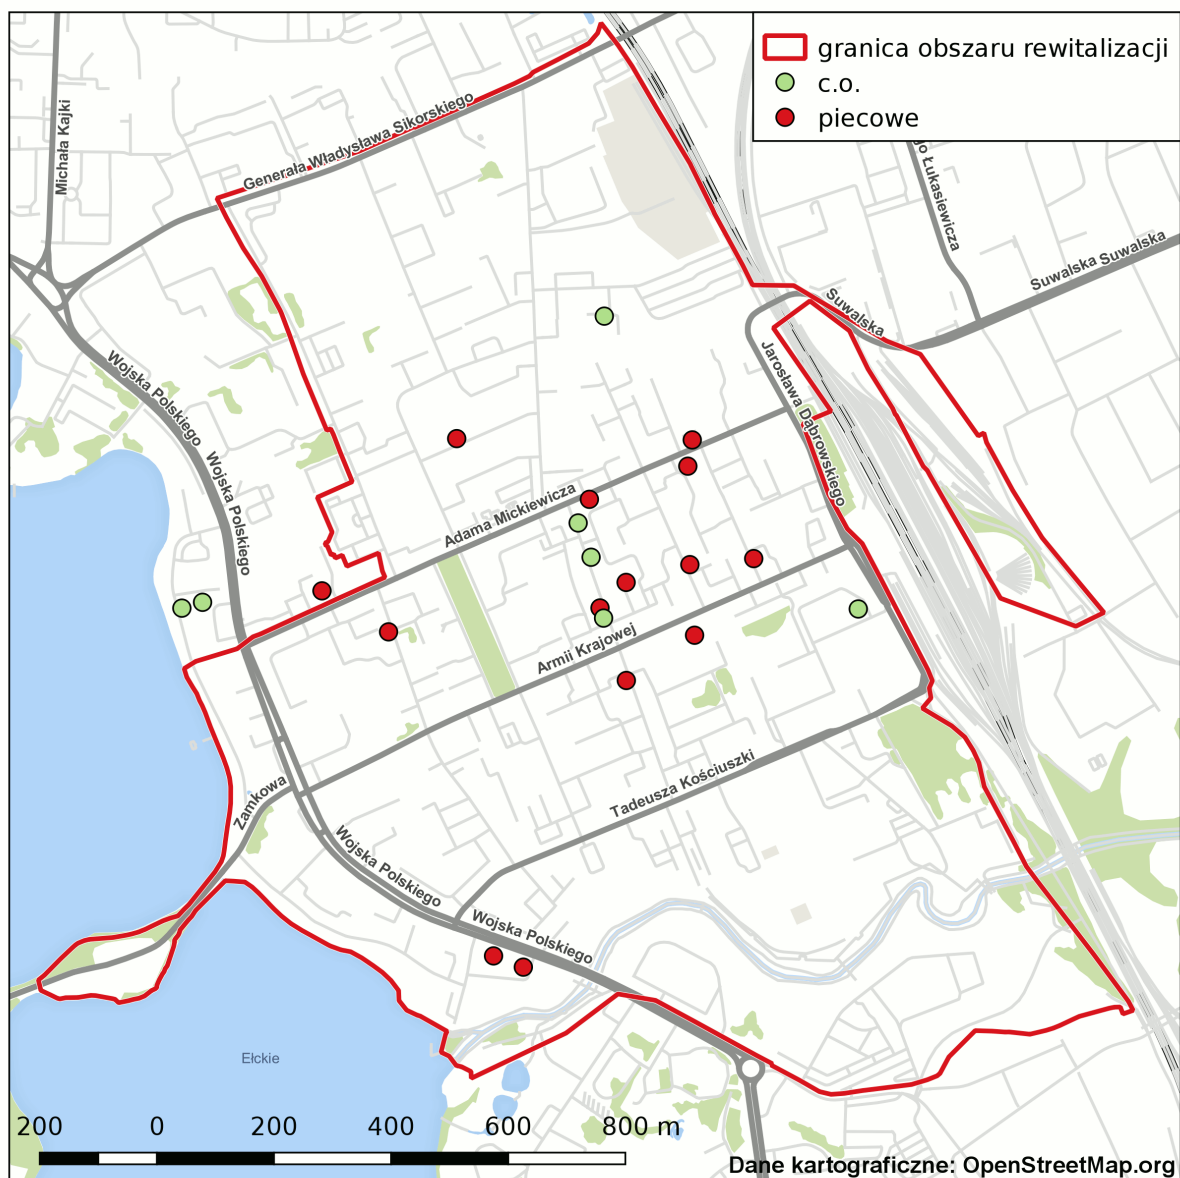 granica obszaru rewitalizacji
c.o.
piecowe
Michała Kajki
Generała Władysława Sikorskiego
go Łukasiewicza
Suwalska Suwalska
Suwalska
Wojska Polskiego
Jarosława Dąbrowskiego
Wojska Polskiego
Adama Mickiewicza
Armii Krajowej
Tadeusza Kościuszki
Zamkowa
Wojska Polskiego
Wojska Polskiego
Ełckie
200 0 200 400 600 800 m
Dane kartograficzne: OpenStreetMap.org